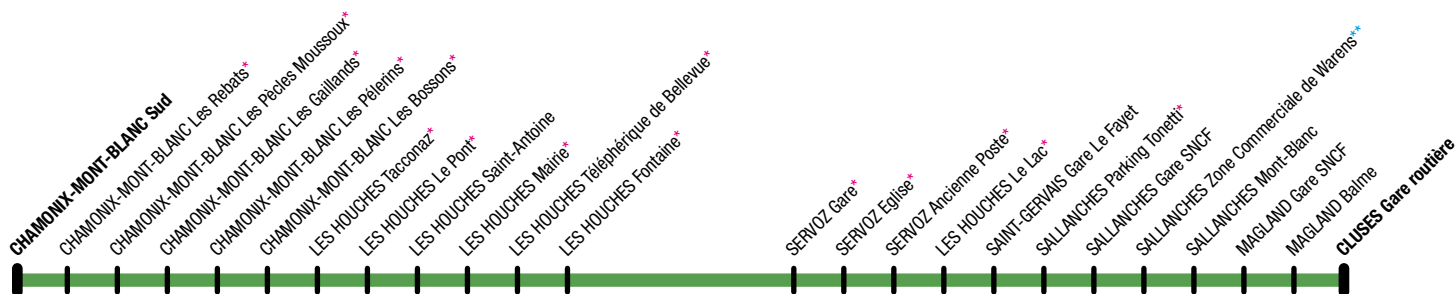 CHAMONIX-MONT-BLANC Sud
CHAMONIX-MONT-BLANC Les Rebats*
CHAMONIX-MONT-BLANC Les Pècles Moussoux*
CHAMONIX-MONT-BLANC Les Gaillands*
CHAMONIX-MONT-BLANC Les Pélerins*
CHAMONIX-MONT-BLANC Les Bossons*
LES HOUCHES Tacconaz*
LES HOUCHES Le Pont*
LES HOUCHES Saint-Antoine
LES HOUCHES Mairie*
LES HOUCHES Téléphérique de Bellevue*
LES HOUCHES Fontaine*
SERVOZ Gare*
SERVOZ Eglise*
SERVOZ Ancienne Poste*
LES HOUCHES Le Lac*
SAINT-GERVAIS Gare Le Fayet
SALLANCHES Parking Tonetti*
SALLANCHES Gare SNCF
SALLANCHES Zone Commerciale de Warens**
SALLANCHES Mont-Blanc
MAGLAND Gare SNCF
MAGLAND Balme
CLUSES Gare routière